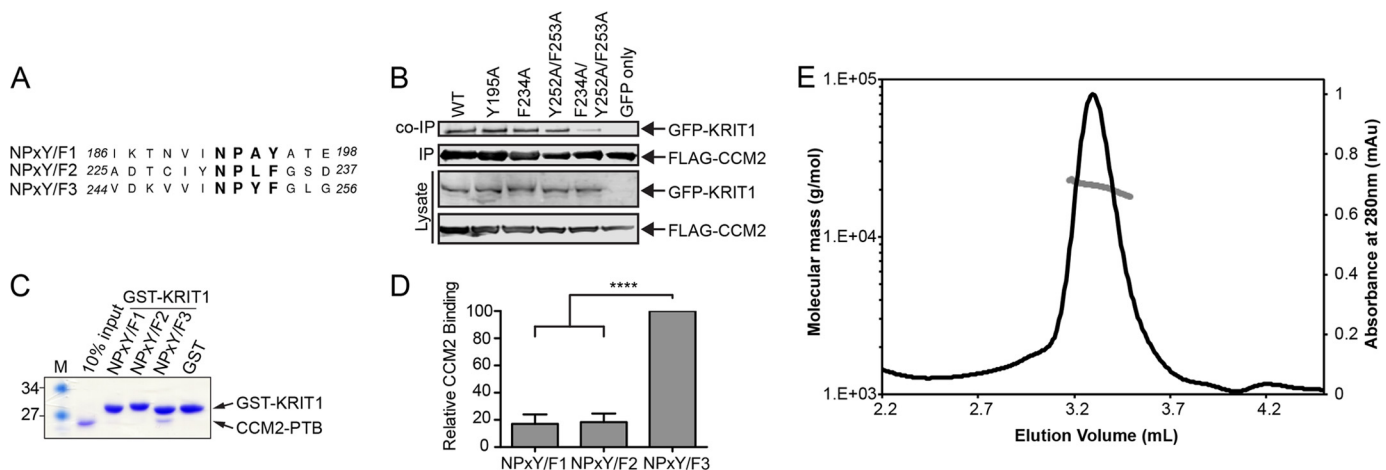 A
NPxY/F1 186 I K T N V I N P A Y A T E 198
NPxY/F2 225 A D T C I Y N P L F G S D 237
NPxY/F3 244 V D K V V I N P Y F G L G 256
B
WT
Y195A
F234A
Y252A/F253A
F234A/
Y252A/F253A
GFP only
co-IP
GFP-KRIT1
IP
FLAG-CCM2
Lysate
GFP-KRIT1
FLAG-CCM2
C
GST-KRIT1
M
10% input
NPxY/F1
NPxY/F2
NPxY/F3
GST
34
27
GST-KRIT1
CCM2-PTB
D
****
Relative CCM2 Binding
100
80
60
40
20
0
NPxY/F1 NPxY/F2 NPxY/F3
E
Molecular mass (g/mol)
1.E+05
1.E+04
1.E+03
2.2 2.7 3.2 3.7 4.2
Elution Volume (mL)
1
0.8
0.6
0.4
0.2
0
Absorbance at 280nm (mAu)